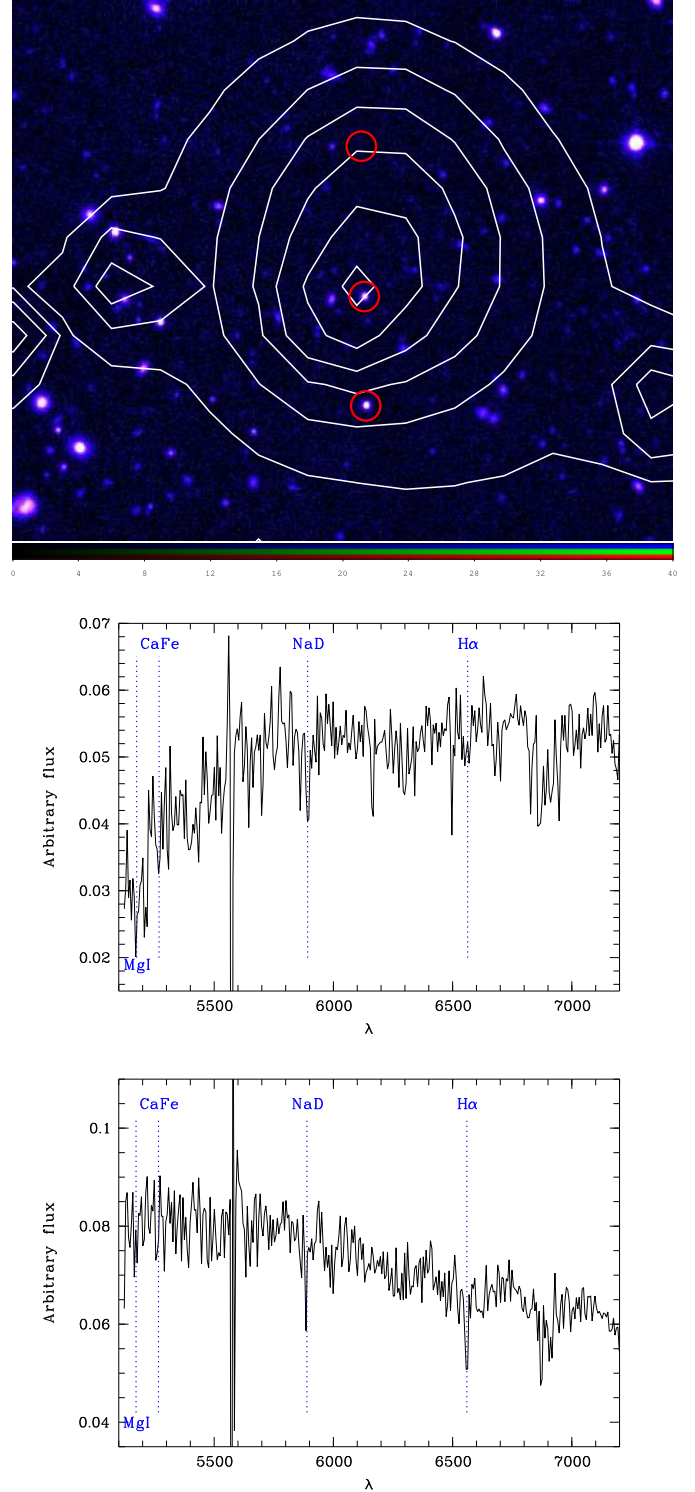 0 4 8 12 16 20 24 28 32 36 40
0.07
CaFe NaD Hα
0.06
0.05
0.04
0.03
0.02
MgI
Arbitrary flux
5500 6000 6500 7000
λ
CaFe NaD Hα
0.1
0.08
0.06
0.04
MgI
Arbitrary flux
5500 6000 6500 7000
λ